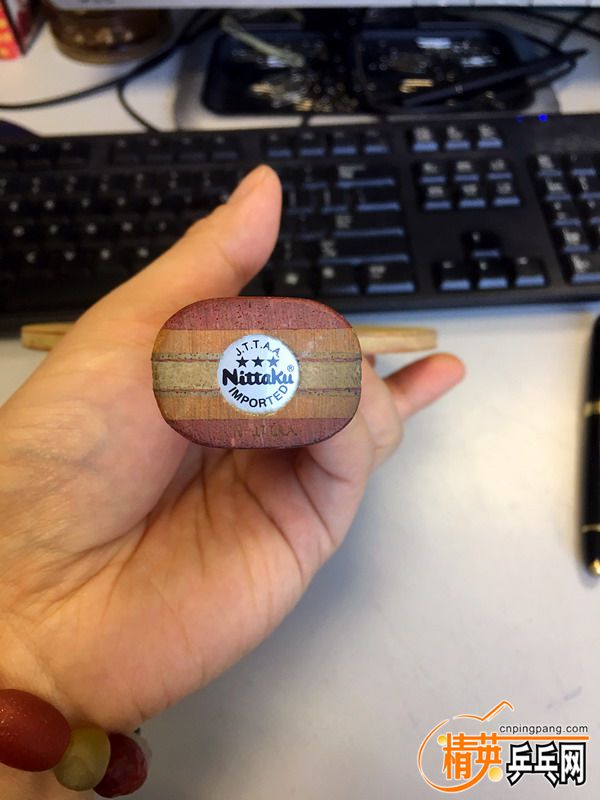 J.T.T.A.A
★★★
Nittaku®
IMPORTED
cnpingpang.com
精英乒乓网